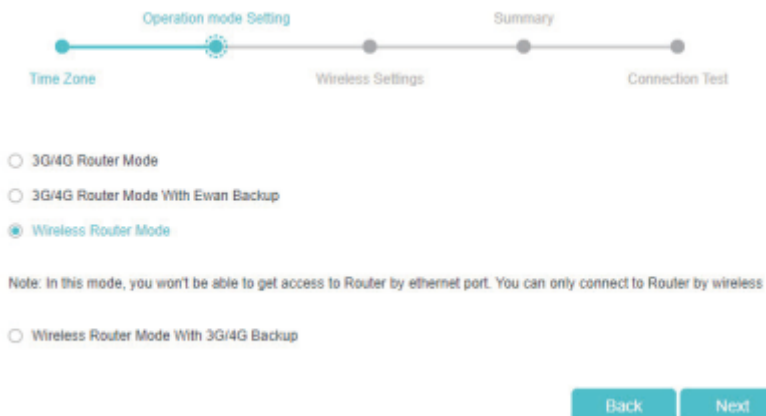 Operation mode Setting
Summary
Time Zone
Wireless Settings
Connection Test
3G/4G Router Mode
3G/4G Router Mode With Ewan Backup
Wireless Router Mode
Note: In this mode, you won't be able to get access to Router by ethernet port. You can only connect to Router by wireless
Wireless Router Mode With 3G/4G Backup
Back
Next